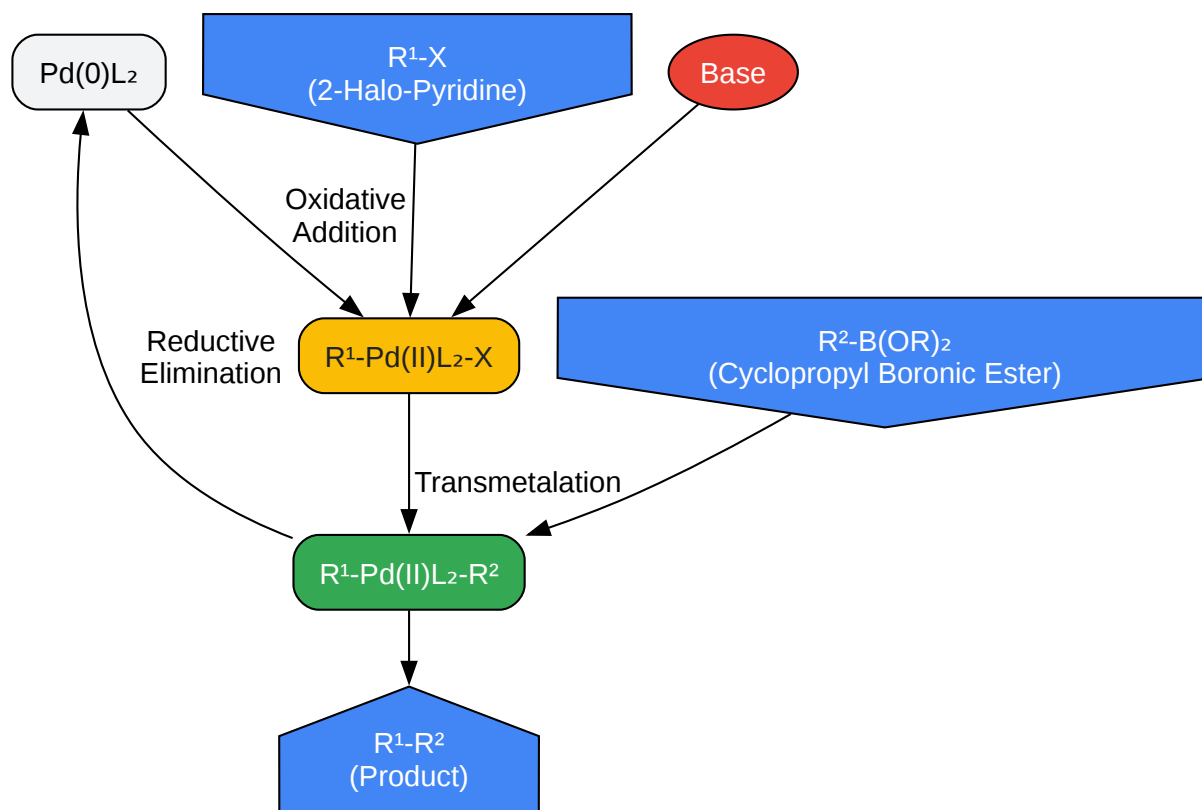 Pd(0)L₂
R¹-X
(2-Halo-Pyridine)
Base
Oxidative
Addition
Reductive
Elimination
R¹-Pd(II)L₂-X
R²-B(OR)₂
(Cyclopropyl Boronic Ester)
Transmetalation
R¹-Pd(II)L₂-R²
R¹-R²
(Product)